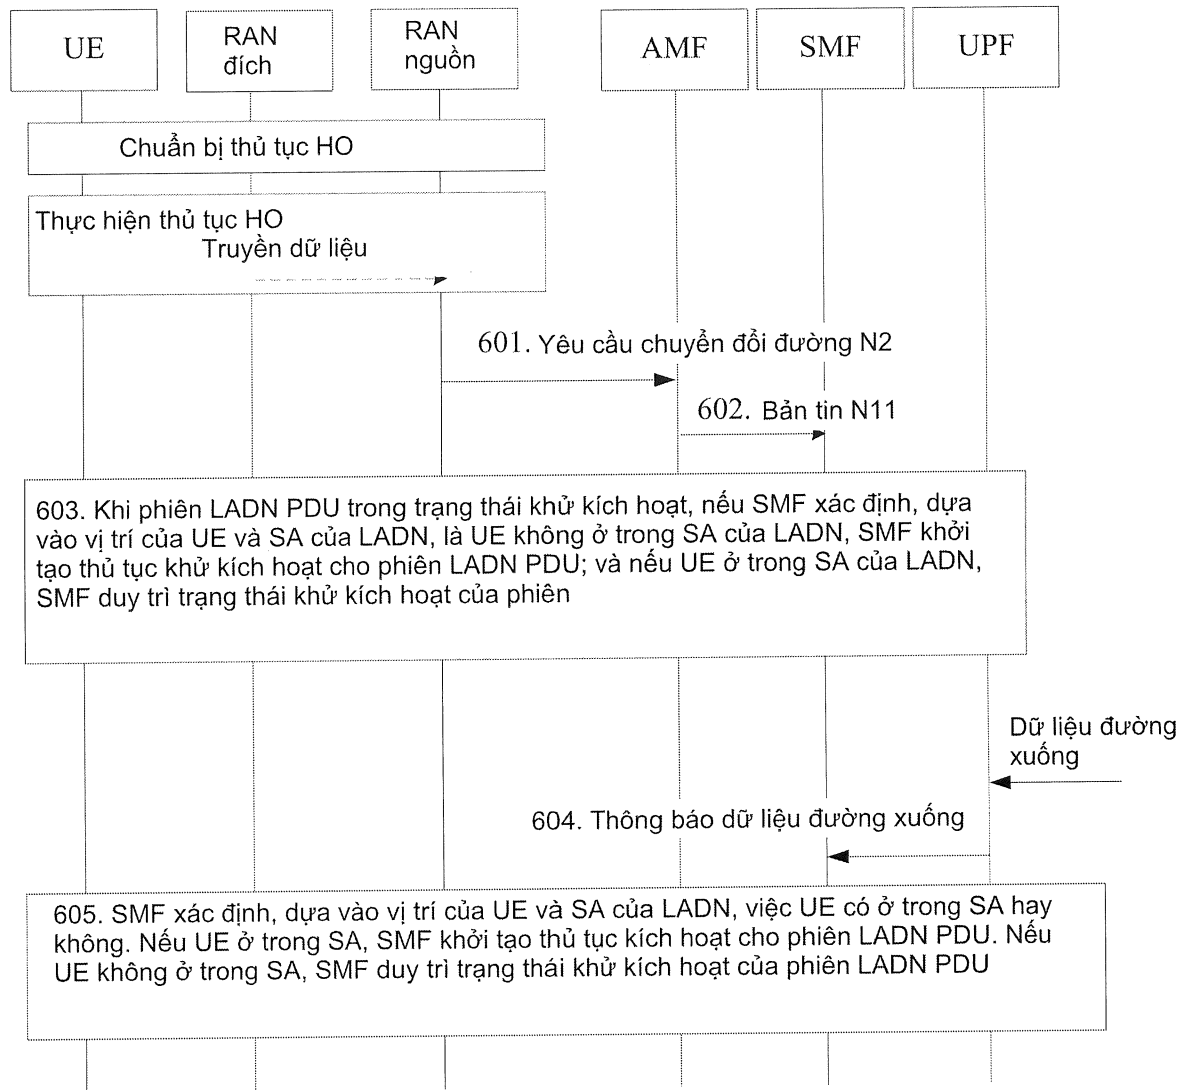 UE
RAN
đích
RAN
nguồn
AMF
SMF
UPF
Chuẩn bị thủ tục HO
Thực hiện thủ tục HO
Truyền dữ liệu
601. Yêu cầu chuyển đổi đường N2
602. Bản tin N11
603. Khi phiên LADN PDU trong trạng thái khử kích hoạt, nếu SMF xác định, dựa
vào vị trí của UE và SA của LADN, là UE không ở trong SA của LADN, SMF khởi
tạo thủ tục khử kích hoạt cho phiên LADN PDU; và nếu UE ở trong SA của LADN,
SMF duy trì trạng thái khử kích hoạt của phiên
Dữ liệu đường
xuống
604. Thông báo dữ liệu đường xuống
605. SMF xác định, dựa vào vị trí của UE và SA của LADN, việc UE có ở trong SA hay
không. Nếu UE ở trong SA, SMF khởi tạo thủ tục kích hoạt cho phiên LADN PDU. Nếu
UE không ở trong SA, SMF duy trì trạng thái khử kích hoạt của phiên LADN PDU